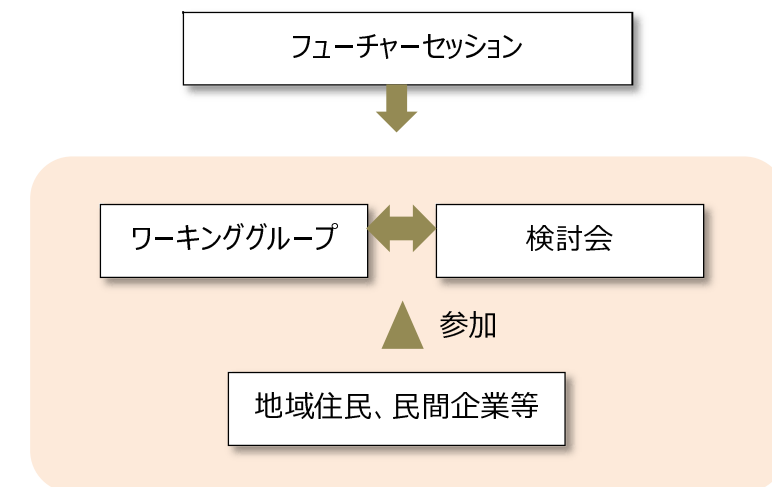 フューチャーセッション
ワーキンググループ
検討会
参加
地域住民、民間企業等